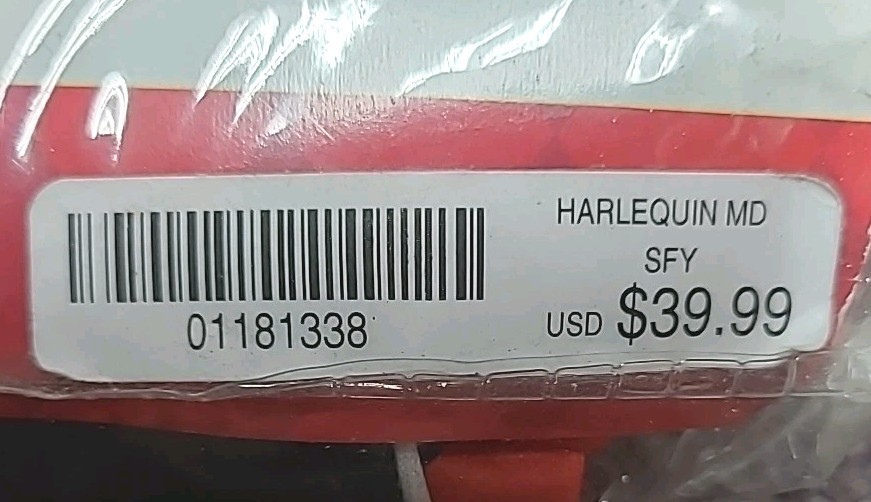 HARLEQUIN MD
SFY
USD $39.99
01181338